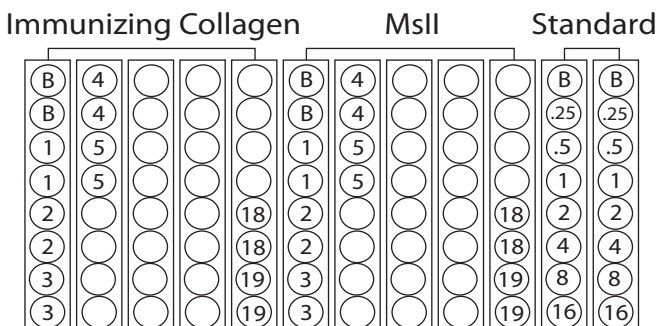 Immunizing Collagen MsII Standard
B 4 B 4 B B
B 4 B 4 .25 .25
1 5 1 5 .5 .5
1 5 1 5 1 1
2 18 2 18 2 2
2 18 2 18 4 4
3 19 3 19 8 8
3 19 3 19 16 16